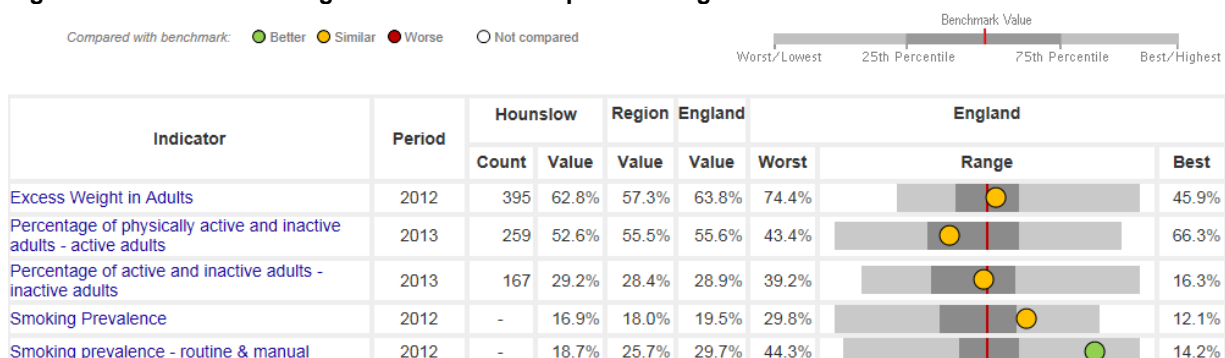 Compared with benchmark: Better Similar Worse Not compared
Benchmark Value
Worst/Lowest 25th Percentile 75th Percentile Best/Highest
Indicator Period Hounslow Region England England
Count Value Value Value Worst Range Best
Excess Weight in Adults 2012 395 62.8% 57.3% 63.8% 74.4% 45.9%
Percentage of physically active and inactive
adults - active adults 2013 259 52.6% 55.5% 55.6% 43.4% 66.3%
Percentage of active and inactive adults -
inactive adults 2013 167 29.2% 28.4% 28.9% 39.2% 16.3%
Smoking Prevalence 2012 - 16.9% 18.0% 19.5% 29.8% 12.1%
Smoking prevalence - routine & manual 2012 - 18.7% 25.7% 29.7% 44.3% 14.2%